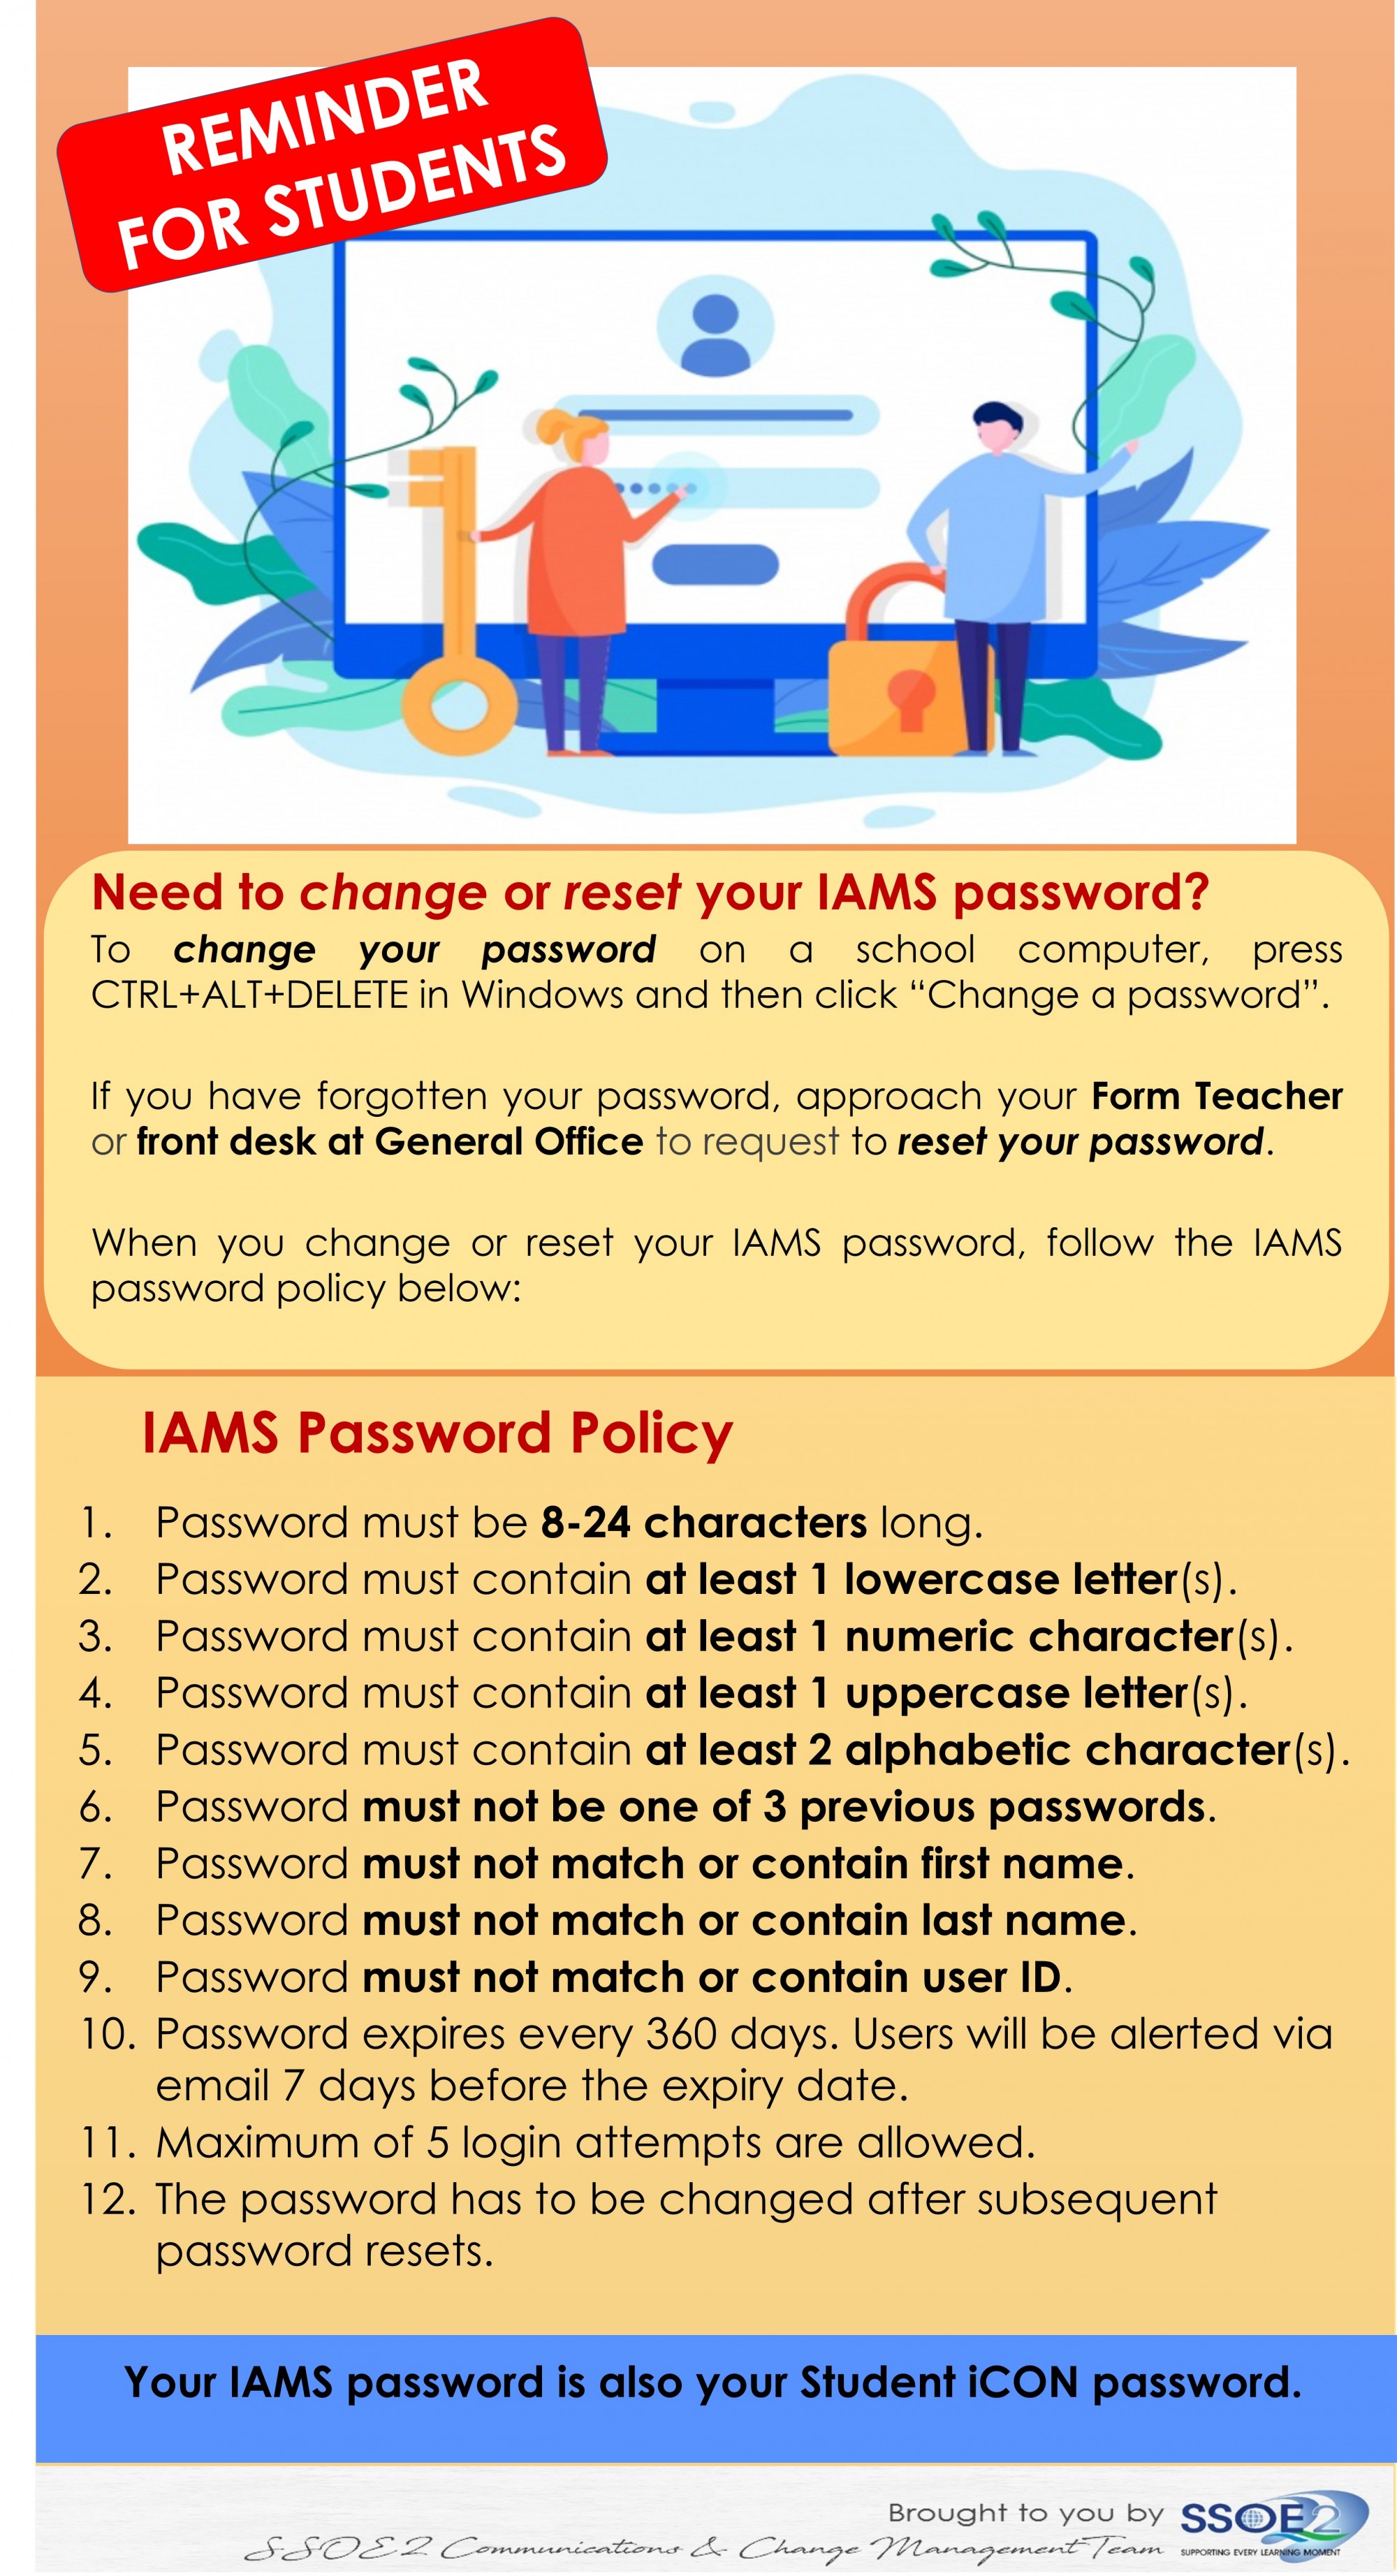 REMINDER
FOR STUDENTS
Need to change or reset your IAMS password?
To change your password on a school computer, press
CTRL+ALT+DELETE in Windows and then click “Change a password”.
If you have forgotten your password, approach your Form Teacher
or front desk at General Office to request to reset your password.
When you change or reset your IAMS password, follow the IAMS
password policy below:
IAMS Password Policy
1. Password must be 8-24 characters long.
2. Password must contain at least 1 lowercase letter(s).
3. Password must contain at least 1 numeric character(s).
4. Password must contain at least 1 uppercase letter(s).
5. Password must contain at least 2 alphabetic character(s).
6. Password must not be one of 3 previous passwords.
7. Password must not match or contain first name.
8. Password must not match or contain last name.
9. Password must not match or contain user ID.
10. Password expires every 360 days. Users will be alerted via
email 7 days before the expiry date.
11. Maximum of 5 login attempts are allowed.
12. The password has to be changed after subsequent
password resets.
Your IAMS password is also your Student iCON password.
Brought to you by
SSOE2 Communications & Change Management Team
SSOE2
SUPPORTING EVERY LEARNING MOMENT